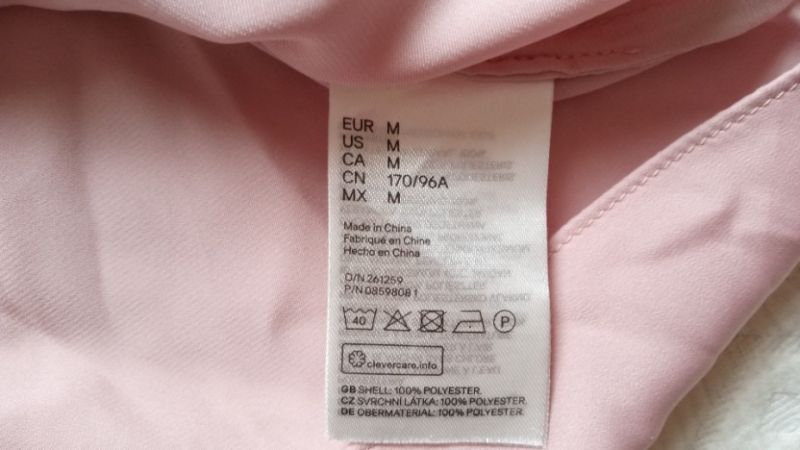 EUR M
US M
CA M
CN 170/96A
MX M
Made in China
Fabriqué en Chine
Hecho en China
O/N 261259
P/N 0859808 1
40 P
clevercare.info
GB SHELL: 100% POLYESTER.
CZ SVRCHNÍ LÁTKA: 100% POLYESTER.
DE OBERMATERIAL: 100% POLYESTER.